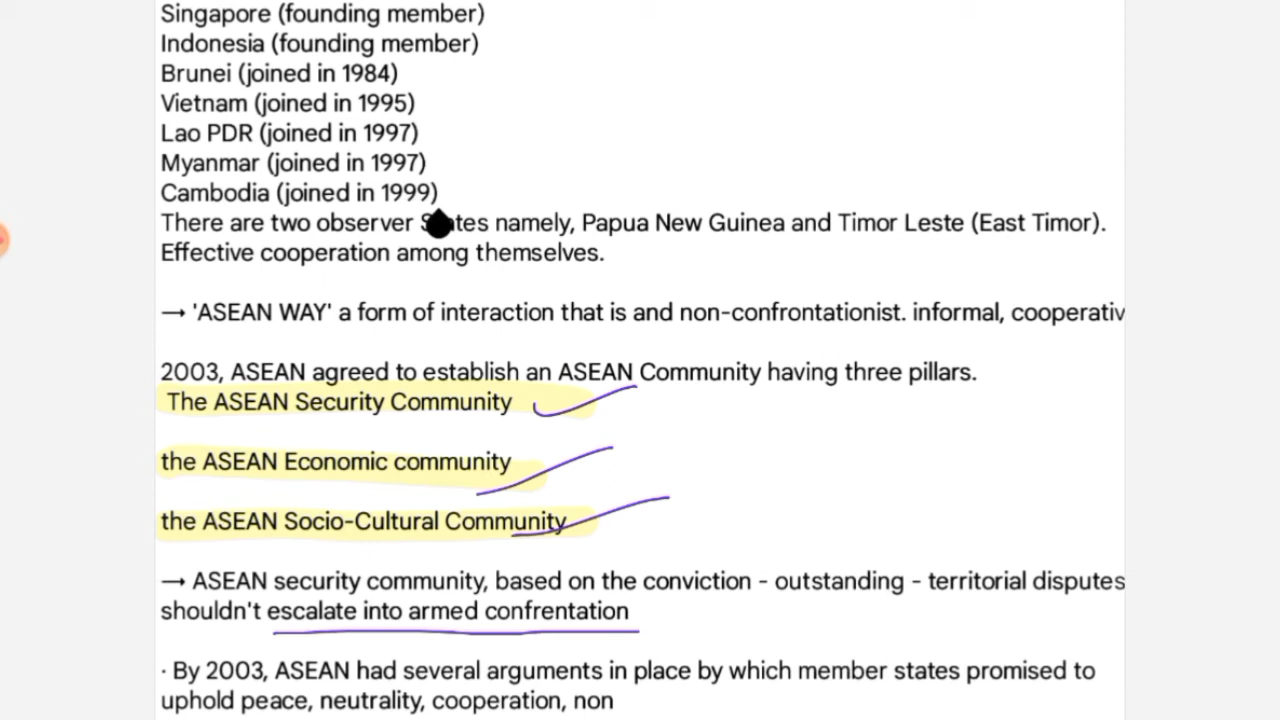 Singapore (founding member)
Indonesia (founding member)
Brunei (joined in 1984)
Vietnam (joined in 1995)
Lao PDR (joined in 1997)
Myanmar (joined in 1997)
Cambodia (joined in 1999)
There are two observer States namely, Papua New Guinea and Timor Leste (East Timor).
Effective cooperation among themselves.
→ 'ASEAN WAY' a form of interaction that is and non-confrontationist. informal, cooperativ
2003, ASEAN agreed to establish an ASEAN Community having three pillars.
The ASEAN Security Community
the ASEAN Economic community
the ASEAN Socio-Cultural Community
→ ASEAN security community, based on the conviction - outstanding - territorial disputes
shouldn't escalate into armed confrentation
· By 2003, ASEAN had several arguments in place by which member states promised to
uphold peace, neutrality, cooperation, non